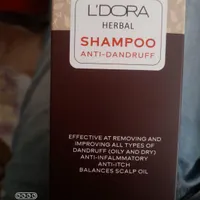 L'DORA
HERBAL
SHAMPOO
ANTI-DANDRUFF
EFFECTIVE AT REMOVING AND
IMPROVING ALL TYPES OF
DANDRUFF (OILY AND DRY)
ANTI-INFALMMATORY
ANTI-ITCH
BALANCES SCALP OIL